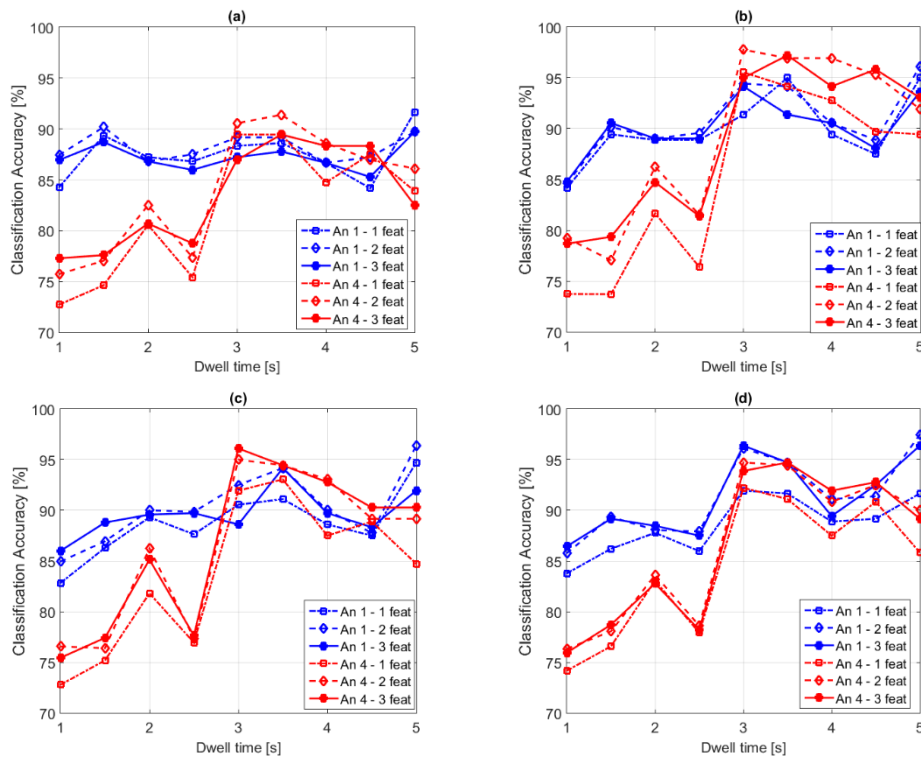 (a)
100
95
90
85
80
75
70
Classification Accuracy [%]
1
2
3
4
5
Dwell time [s]
An 1 - 1 feat
An 1 - 2 feat
An 1 - 3 feat
An 4 - 1 feat
An 4 - 2 feat
An 4 - 3 feat
(b)
100
95
90
85
80
75
70
Classification Accuracy [%]
1
2
3
4
5
Dwell time [s]
An 1 - 1 feat
An 1 - 2 feat
An 1 - 3 feat
An 4 - 1 feat
An 4 - 2 feat
An 4 - 3 feat
(c)
100
95
90
85
80
75
70
Classification Accuracy [%]
1
2
3
4
5
Dwell time [s]
An 1 - 1 feat
An 1 - 2 feat
An 1 - 3 feat
An 4 - 1 feat
An 4 - 2 feat
An 4 - 3 feat
(d)
100
95
90
85
80
75
70
Classification Accuracy [%]
1
2
3
4
5
Dwell time [s]
An 1 - 1 feat
An 1 - 2 feat
An 1 - 3 feat
An 4 - 1 feat
An 4 - 2 feat
An 4 - 3 feat